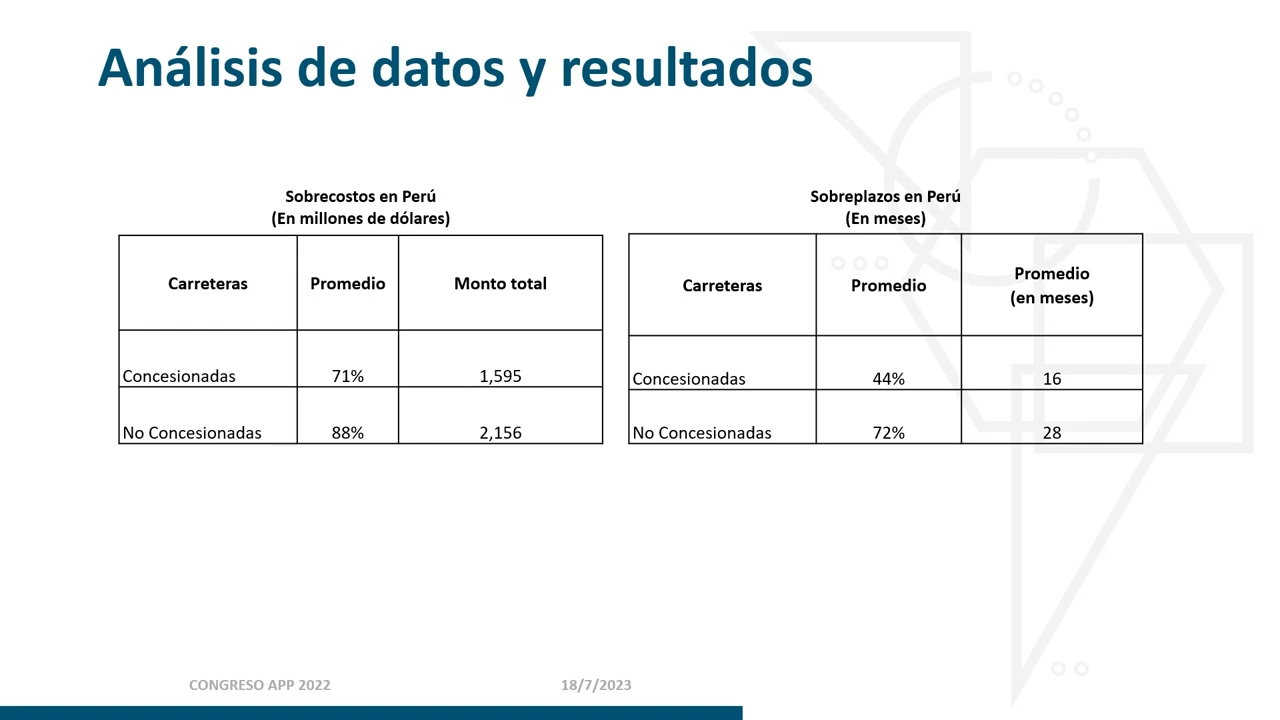 Análisis de datos y resultados
Sobrecostos en Perú
(En millones de dólares)
Carreteras Promedio Monto total
Concesionadas 71% 1,595
No Concesionadas 88% 2,156
Sobreplazos en Perú
(En meses)
Carreteras Promedio Promedio
(en meses)
Concesionadas 44% 16
No Concesionadas 72% 28
CONGRESO APP 2022 18/7/2023